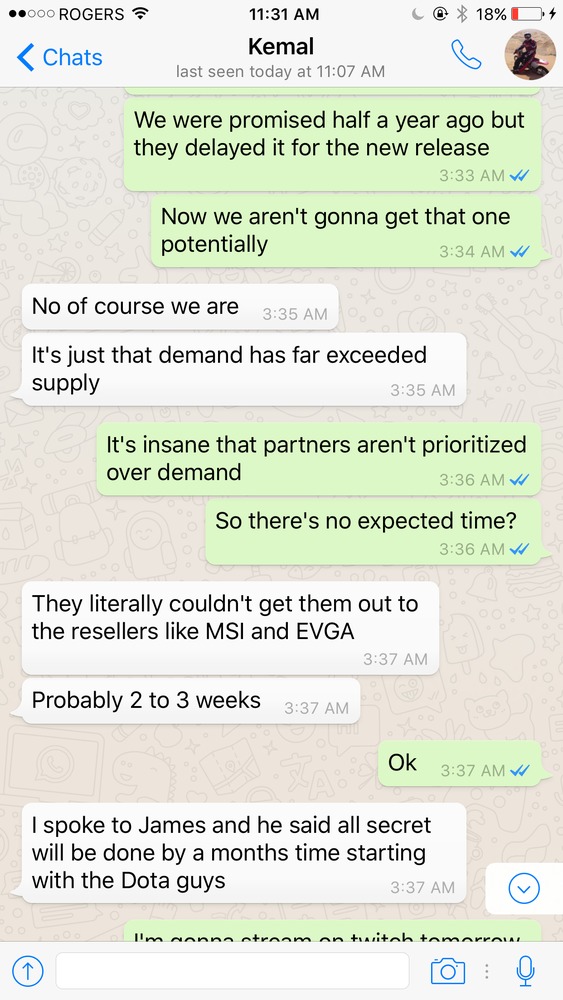 ROGERS
11:31 AM
18%
Chats
Kemal
last seen today at 11:07 AM
We were promised half a year ago but
they delayed it for the new release
3:33 AM
Now we aren't gonna get that one
potentially
3:34 AM
No of course we are
3:35 AM
It's just that demand has far exceeded
supply
3:35 AM
It's insane that partners aren't prioritized
over demand
3:36 AM
So there's no expected time?
3:36 AM
They literally couldn't get them out to
the resellers like MSI and EVGA
3:37 AM
Probably 2 to 3 weeks
3:37 AM
Ok
3:37 AM
I spoke to James and he said all secret
will be done by a months time starting
with the Dota guys
3:37 AM
I'm gonna stream on twitch tomorrow